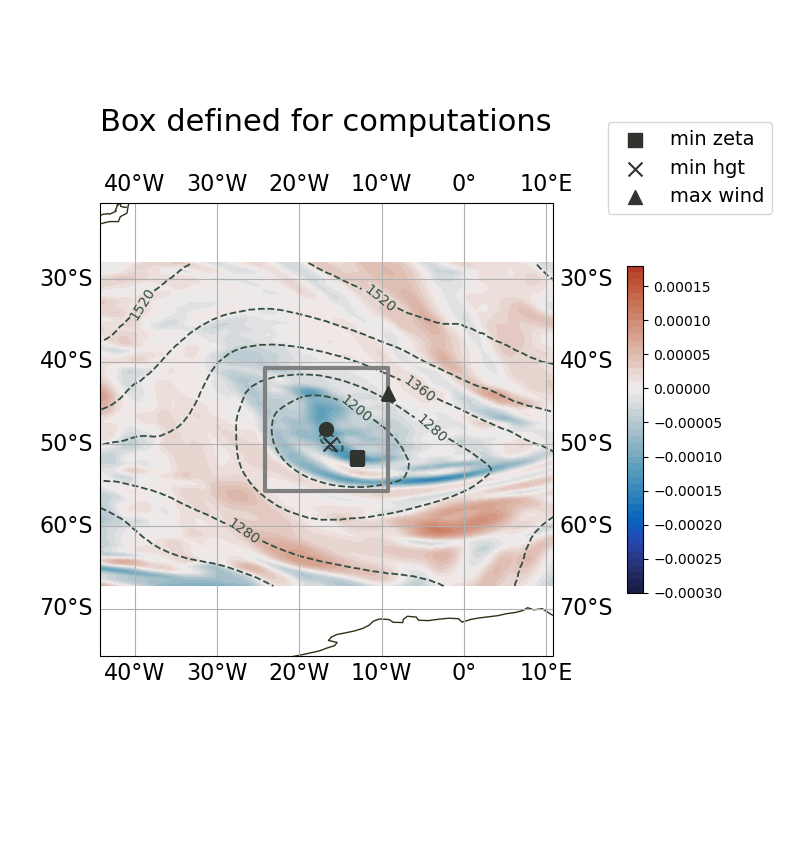 Box defined for computations
min zeta
min hgt
max wind
40°W 30°W 20°W 10°W 0° 10°E
1520
1520
1360
1280
1200
1280
30°S
40°S
50°S
60°S
70°S
30°S
40°S
50°S
60°S
70°S
40°W 30°W 20°W 10°W 0° 10°E
0.00015
0.00010
0.00005
0.00000
−0.00005
−0.00010
−0.00015
−0.00020
−0.00025
−0.00030